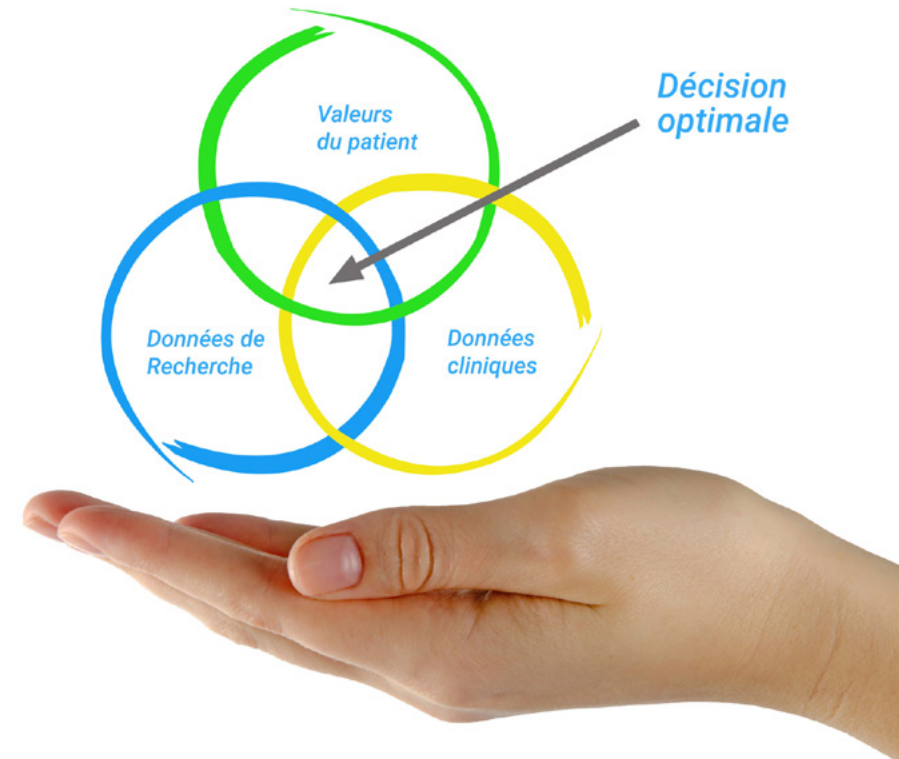 Décision
optimale
Valeurs
du patient
Données de
Recherche
Données
cliniques